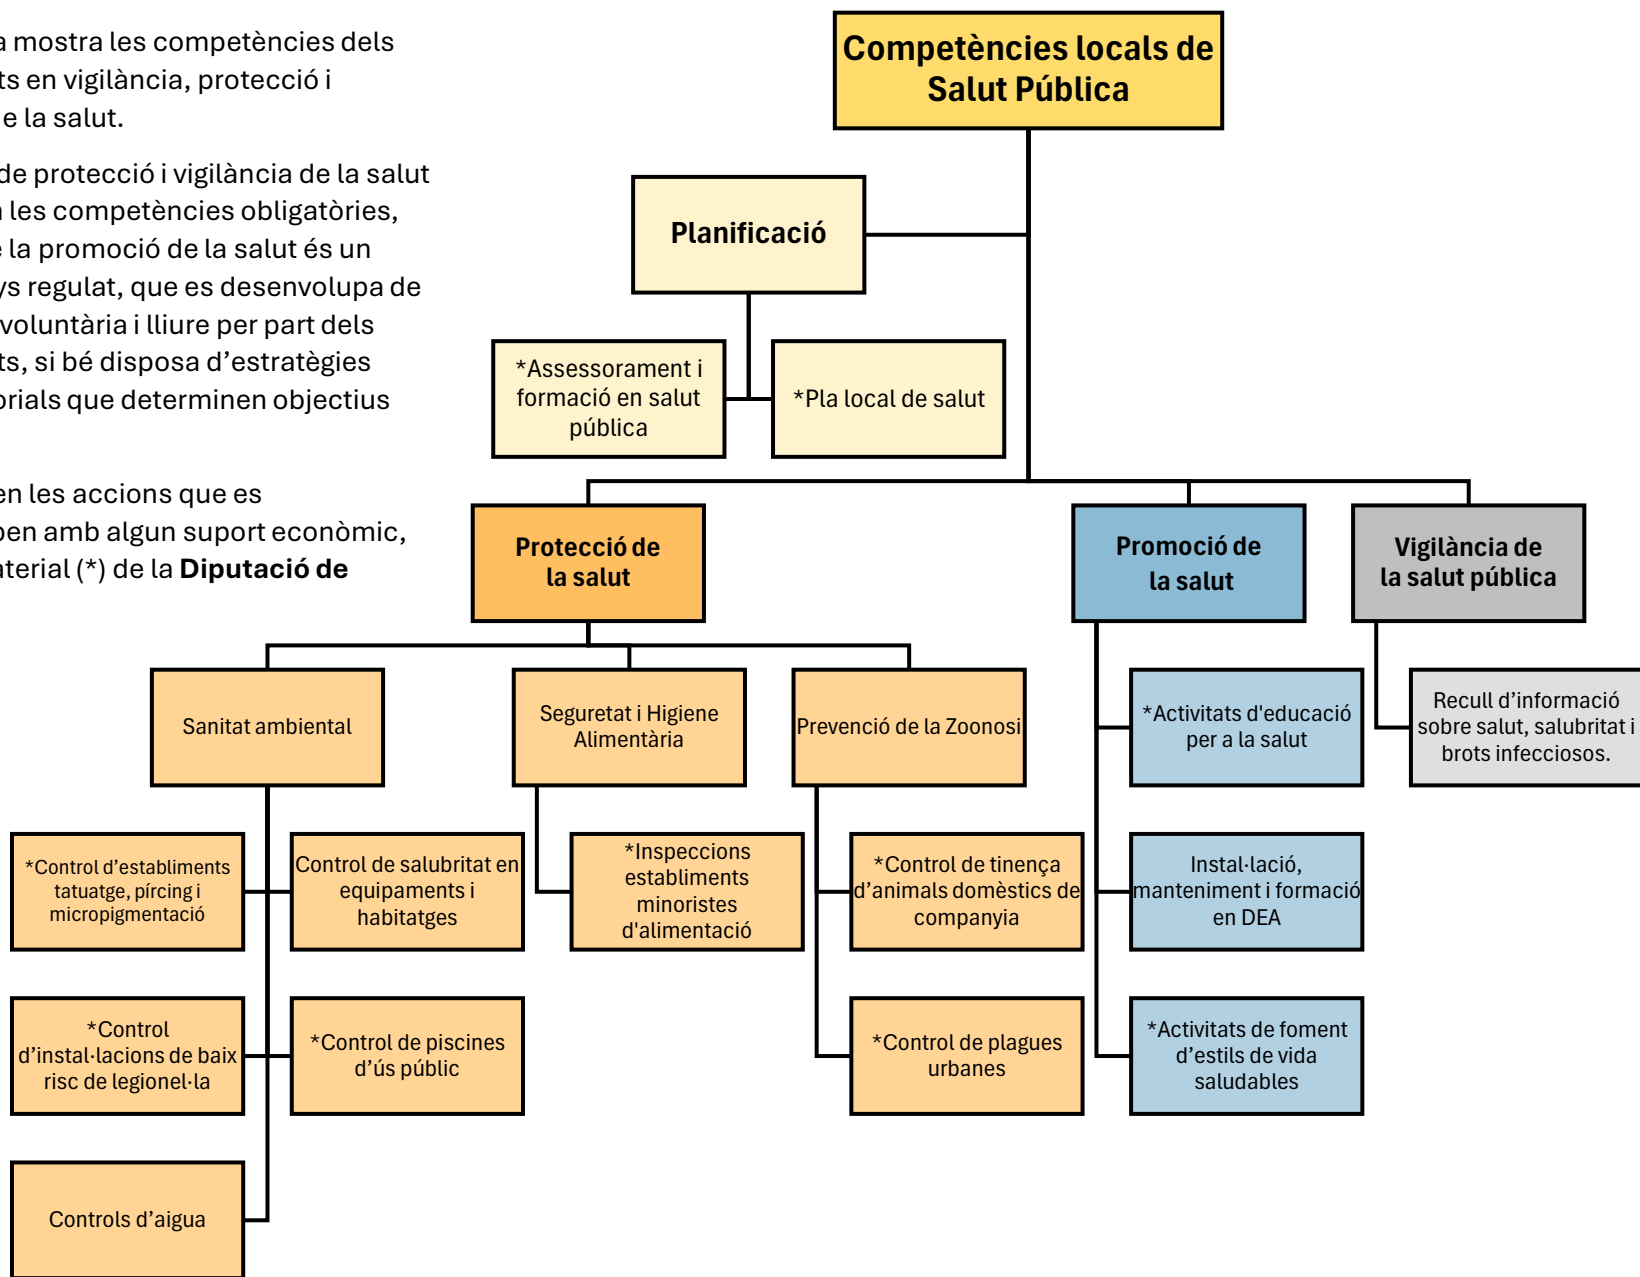 a mostra les competències dels
ts en vigilància, protecció i
e la salut.
de protecció i vigilància de la salut
les competències obligatòries,
e la promoció de la salut és un
ys regulat, que es desenvolupa de
voluntària i lliure per part dels
ts, si bé disposa d’estratègies
orials que determinen objectius
en les accions que es
pen amb algun suport econòmic,
aterial (*) de la Diputació de
Competències locals de
Salut Pública
Planificació
*Assessorament i
formació en salut
pública
*Pla local de salut
Protecció de
la salut
Promoció de
la salut
Vigilància de
la salut pública
Sanitat ambiental
Seguretat i Higiene
Alimentària
Prevenció de la Zoonosi
*Activitats d'educació
per a la salut
Recull d’informació
sobre salut, salubritat i
brots infecciosos.
*Control d’establiments
tatuatge, pírcing i
micropigmentació
Control de salubritat en
equipaments i
habitatges
*Inspeccions
establiments
minoristes
d'alimentació
*Control de tinença
d’animals domèstics de
companyia
Instal·lació,
manteniment i formació
en DEA
*Control
d’instal·lacions de baix
risc de legionel·la
*Control de piscines
d’ús públic
*Control de plagues
urbanes
*Activitats de foment
d’estils de vida
saludables
Controls d’aigua